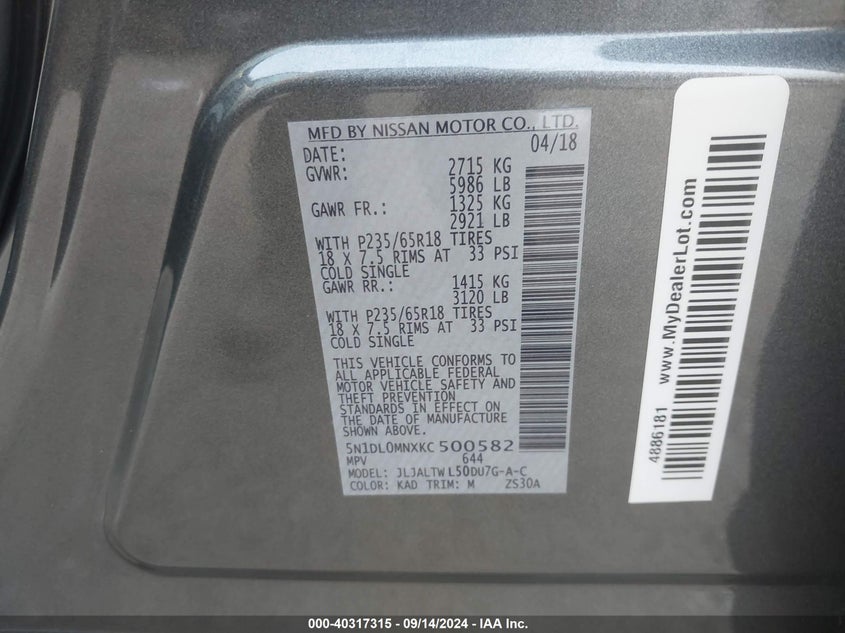 MFD BY NISSAN MOTOR CO., LTD.
DATE: 04/18
GVWR: 2715 KG
5986 LB
GAWR FR.: 1325 KG
2921 LB
WITH P235/65R18 TIRES
18 X 7.5 RIMS AT 33 PSI
COLD SINGLE
GAWR RR.: 1415 KG
3120 LB
WITH P235/65R18 TIRES
18 X 7.5 RIMS AT 33 PSI
COLD SINGLE
THIS VEHICLE CONFORMS TO
ALL APPLICABLE FEDERAL
MOTOR VEHICLE SAFETY AND
THEFT PREVENTION
STANDARDS IN EFFECT ON
THE DATE OF MANUFACTURE
SHOWN ABOVE.
5N1DL0MNXKC500582
MPV 644
MODEL: JLJALTWL50DU7G-A-C
COLOR: KAD TRIM: M ZS30A
4886181 www.MyDealerLot.com
000-40317315 - 09/14/2024 - IAA Inc.